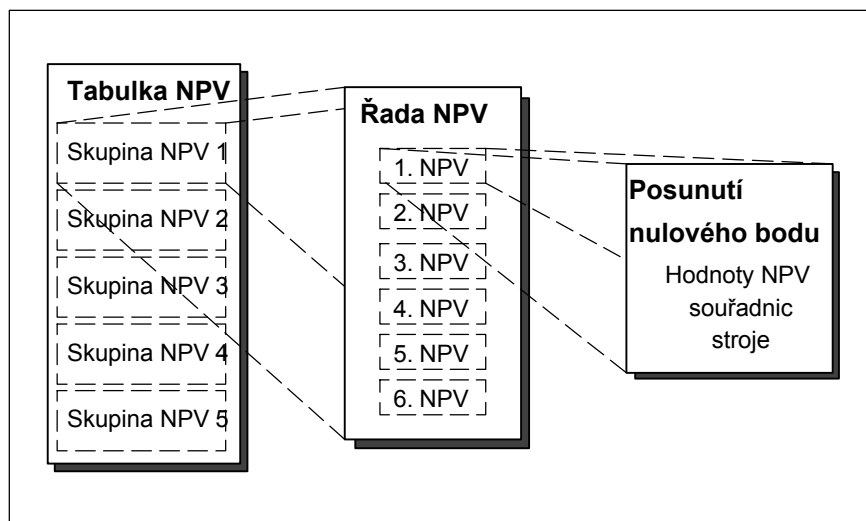 Tabulka NPV
Skupina NPV 1
Skupina NPV 2
Skupina NPV 3
Skupina NPV 4
Skupina NPV 5
Řada NPV
1. NPV
2. NPV
3. NPV
4. NPV
5. NPV
6. NPV
Posunutí
nulového bodu
Hodnoty NPV
souřadnic
stroje